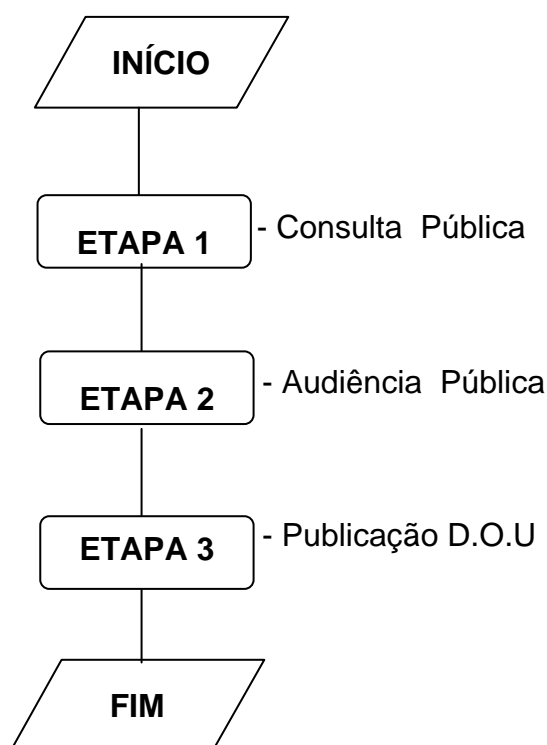 INÍCIO
ETAPA 1 - Consulta Pública
ETAPA 2 - Audiência Pública
ETAPA 3 - Publicação D.O.U
FIM